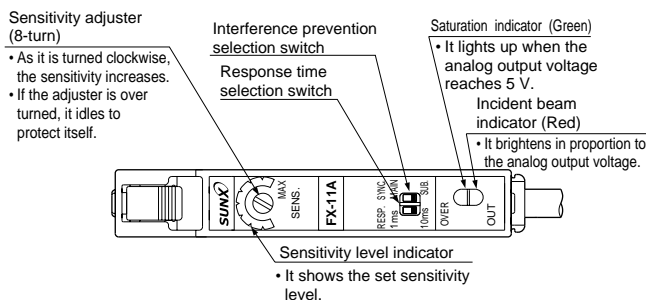 Sensitivity adjuster
(8-turn)
• As it is turned clockwise,
the sensitivity increases.
• If the adjuster is over
turned, it idles to
protect itself.
Interference prevention
selection switch
Response time
selection switch
Saturation indicator (Green)
• It lights up when the
analog output voltage
reaches 5 V.
Incident beam
indicator (Red)
• It brightens in proportion to
the analog output voltage.
SUNX
MAX
SENS.
FX-11A
RESP. SYNC.
1ms MAIN
10ms SUB.
OVER
OUT
Sensitivity level indicator
• It shows the set sensitivity
level.